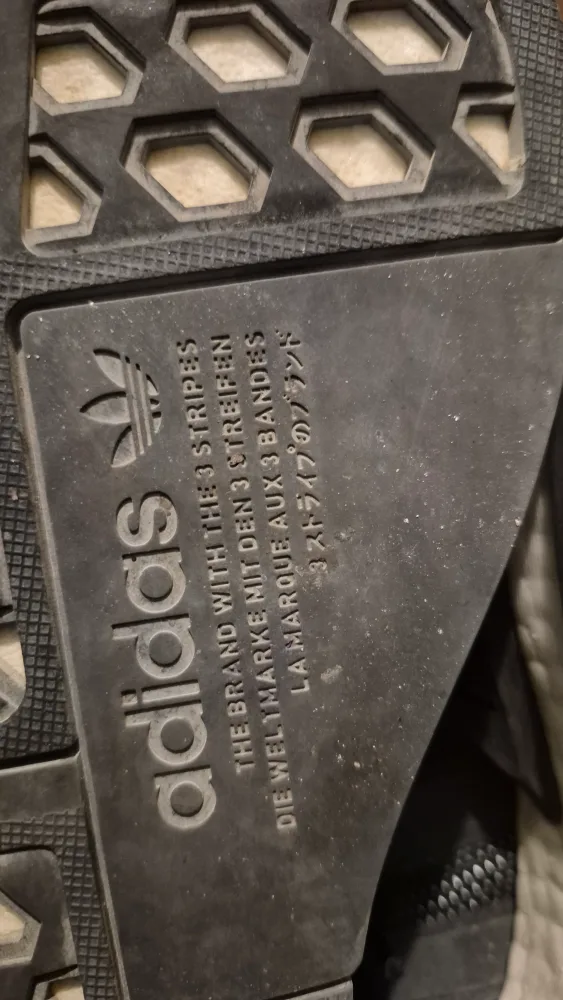 adidas
THE BRAND WITH THE 3 STRIPES
DIE WELTMARKE MIT DEN 3 STREIFEN
LA MARQUE AUX 3 BANDES
3 ストライプのブランド